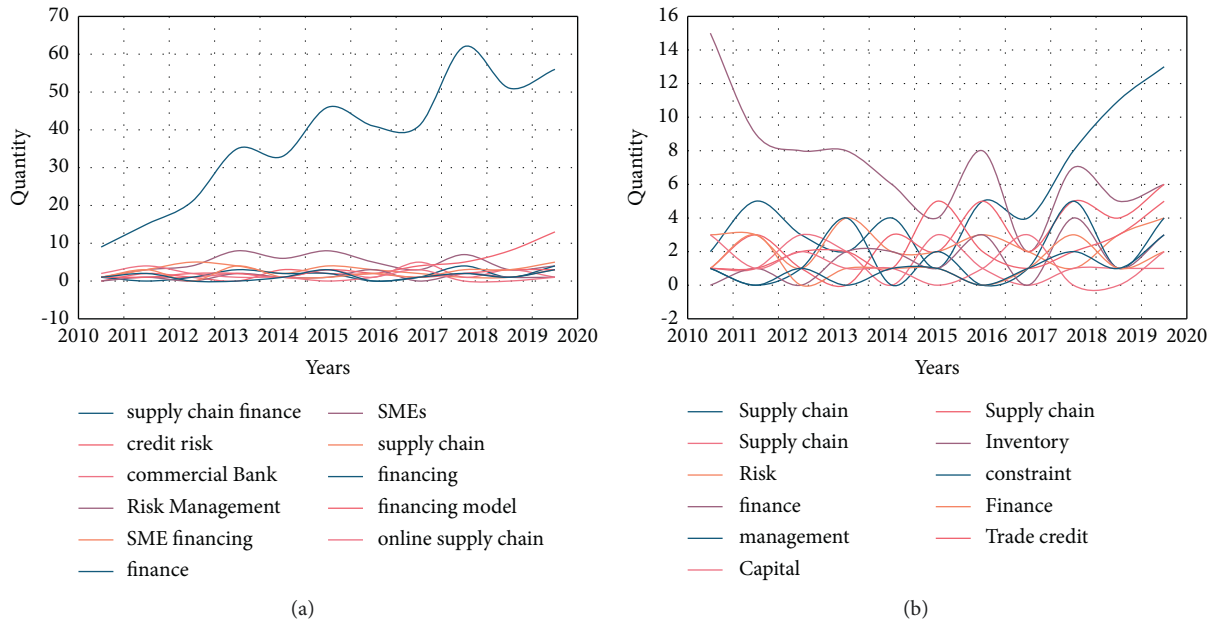 70
60
50
40
30
20
10
0
-10
Quantity
2010 2011 2012 2013 2014 2015 2016 2017 2018 2019 2020
Years
supply chain finance
credit risk
commercial Bank
Risk Management
SME financing
finance
SMEs
supply chain
financing
financing model
online supply chain
(a)
16
14
12
10
8
6
4
2
0
-2
Quantity
2010 2011 2012 2013 2014 2015 2016 2017 2018 2019 2020
Years
Supply chain
Supply chain
Risk
finance
management
Capital
Supply chain
Inventory
constraint
Finance
Trade credit
(b)